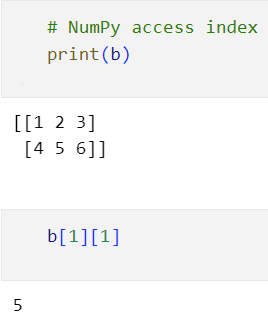 # NumPy access index
print(b)
[[1 2 3]
 [4 5 6]]
b[1][1]
5